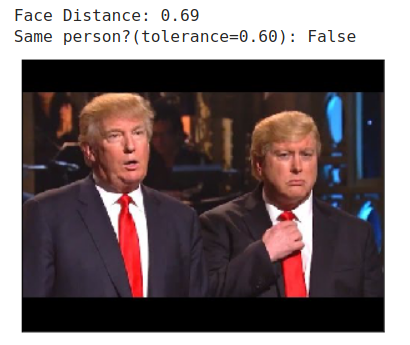 Face Distance: 0.69
Same person?(tolerance=0.60): False